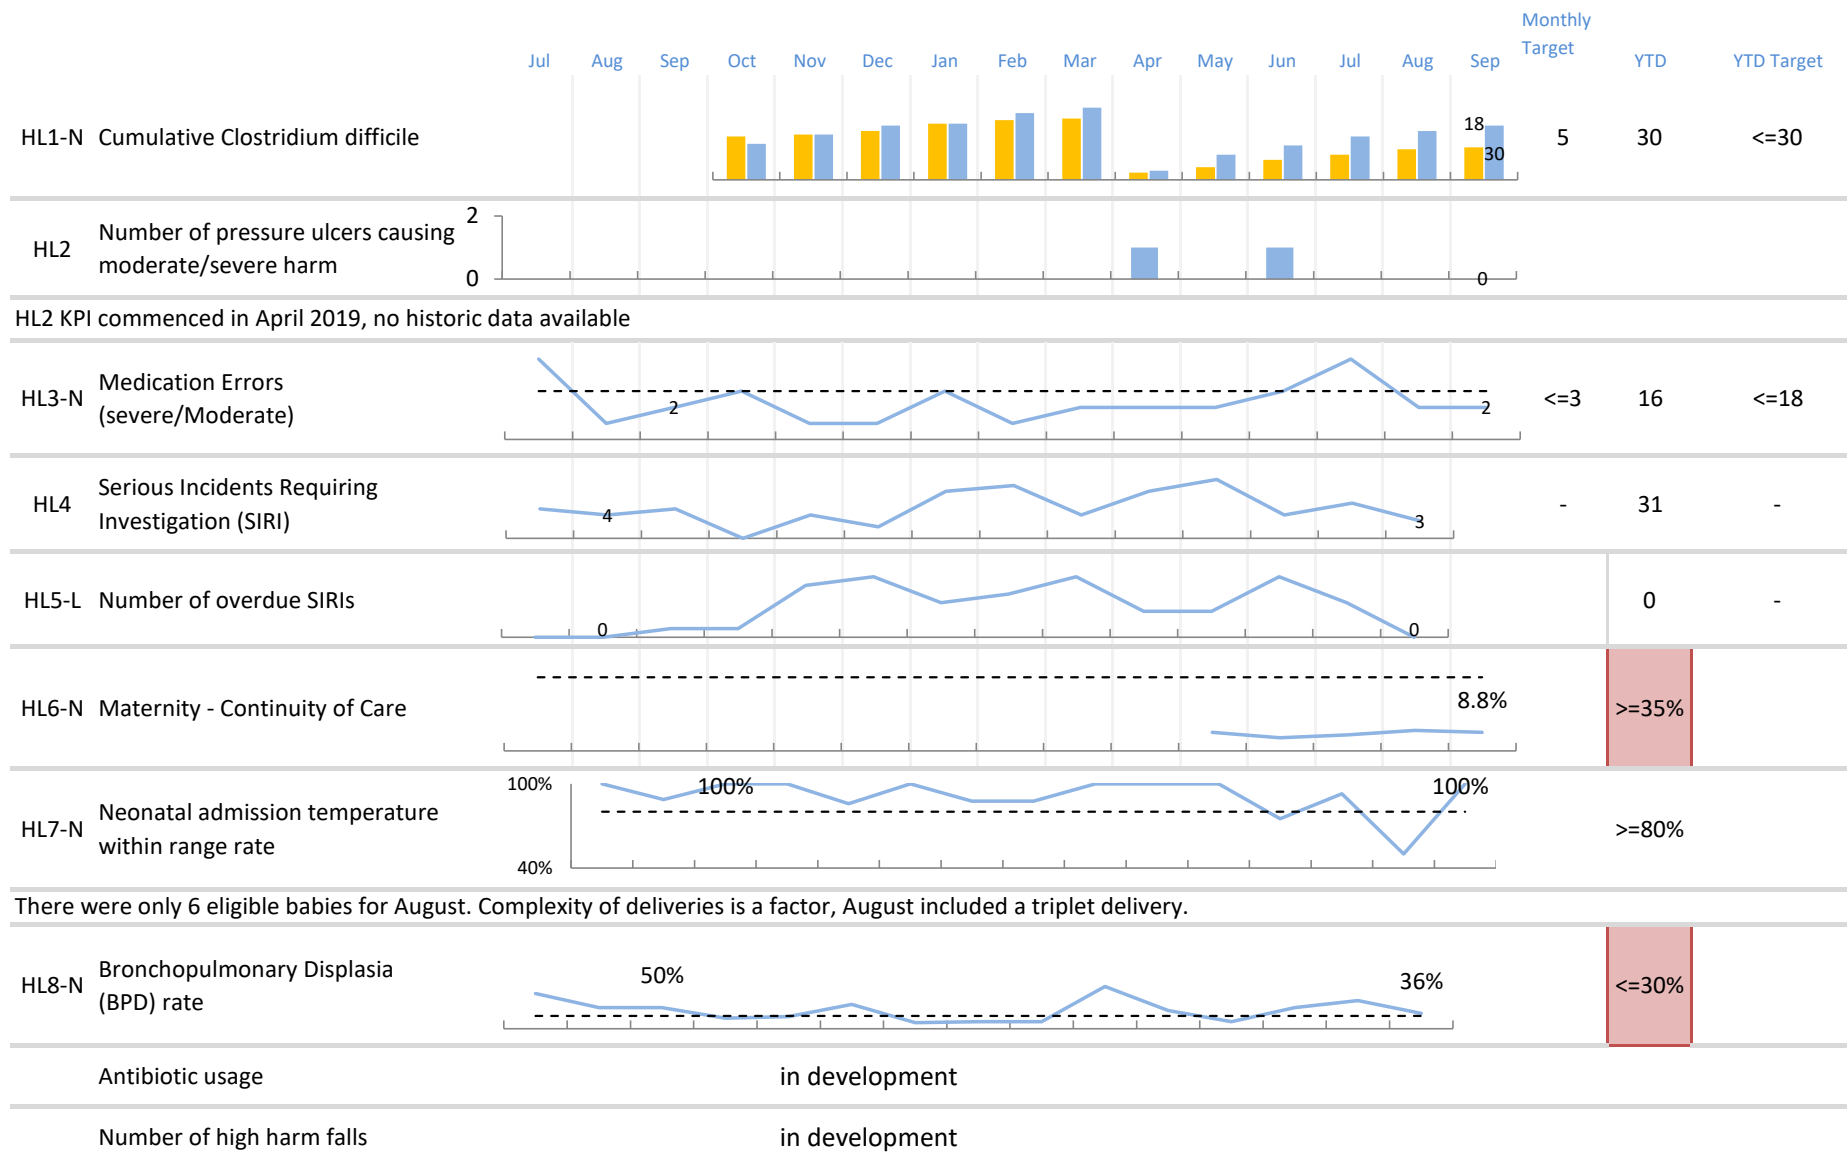 Monthly
Target
Jul Aug Sep Oct Nov Dec Jan Feb Mar Apr May Jun Jul Aug Sep YTD YTD Target
HL1-N Cumulative Clostridium difficile 18 30 5 30 <=30
HL2 Number of pressure ulcers causing
moderate/severe harm
2
0
0
HL2 KPI commenced in April 2019, no historic data available
HL3-N Medication Errors
(severe/Moderate)
2 2 <=3 16 <=18
HL4 Serious Incidents Requiring
Investigation (SIRI)
4 3 - 31 -
HL5-L Number of overdue SIRIs 0 0 0 -
HL6-N Maternity - Continuity of Care 8.8% >=35%
HL7-N Neonatal admission temperature
within range rate
100%
40%
100% 100% >=80%
There were only 6 eligible babies for August. Complexity of deliveries is a factor, August included a triplet delivery.
HL8-N Bronchopulmonary Displasia
(BPD) rate
50% 36% <=30%
Antibiotic usage in development
Number of high harm falls in development